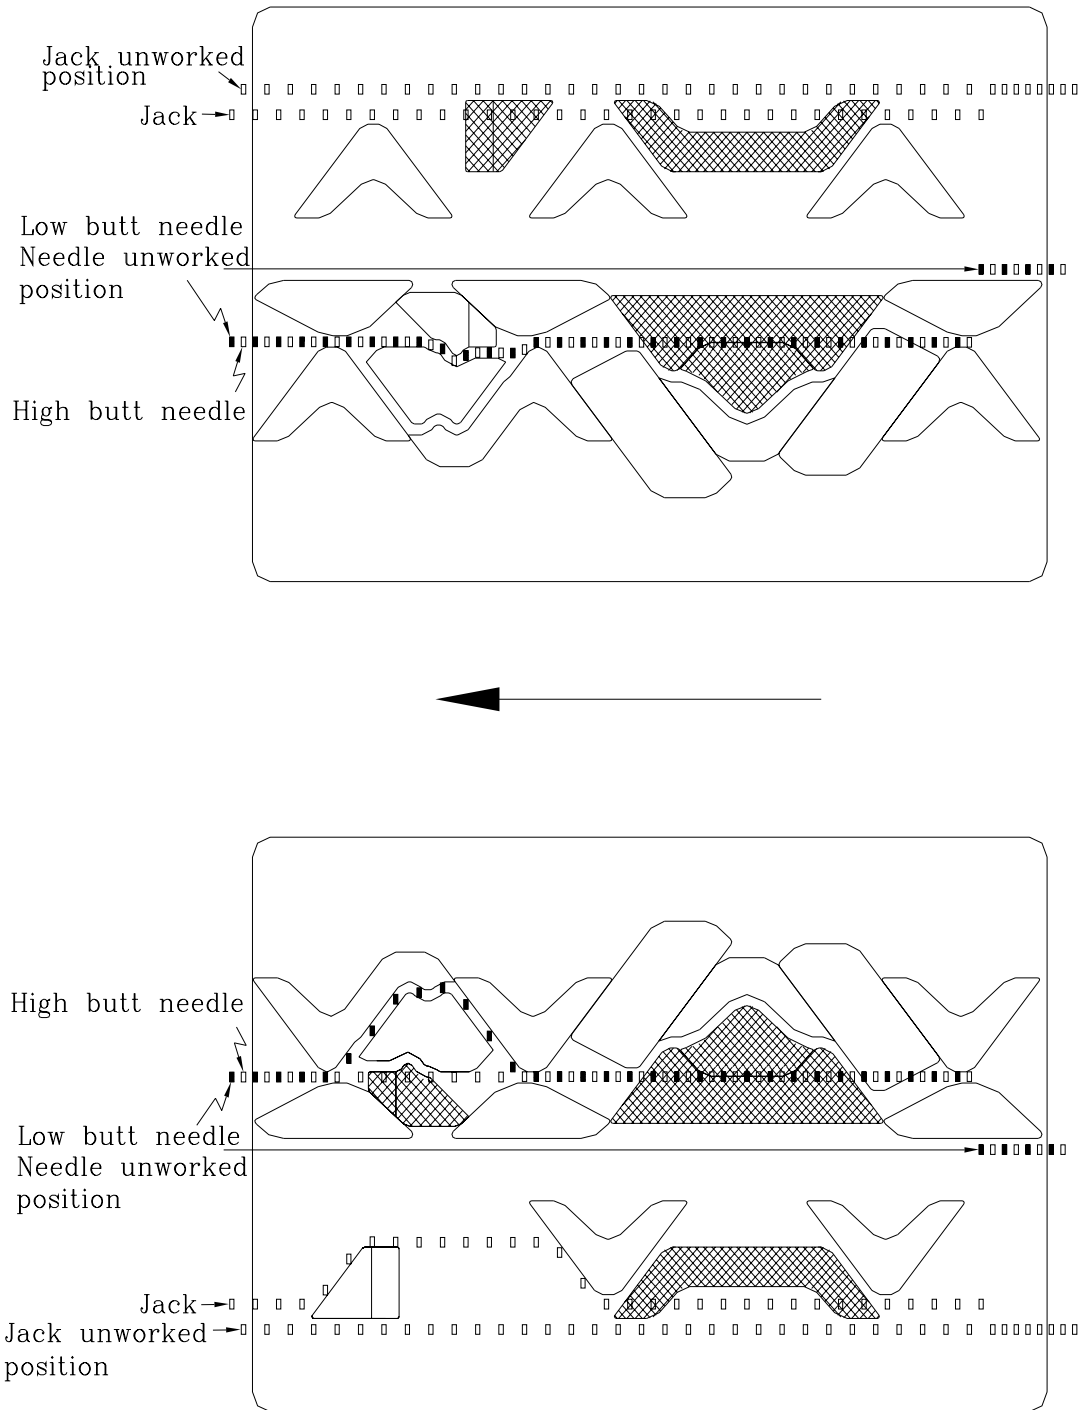 Jack unworked
position
Jack
Low butt needle
Needle unworked
position
High butt needle
High butt needle
Low butt needle
Needle unworked
position
Jack
Jack unworked
position